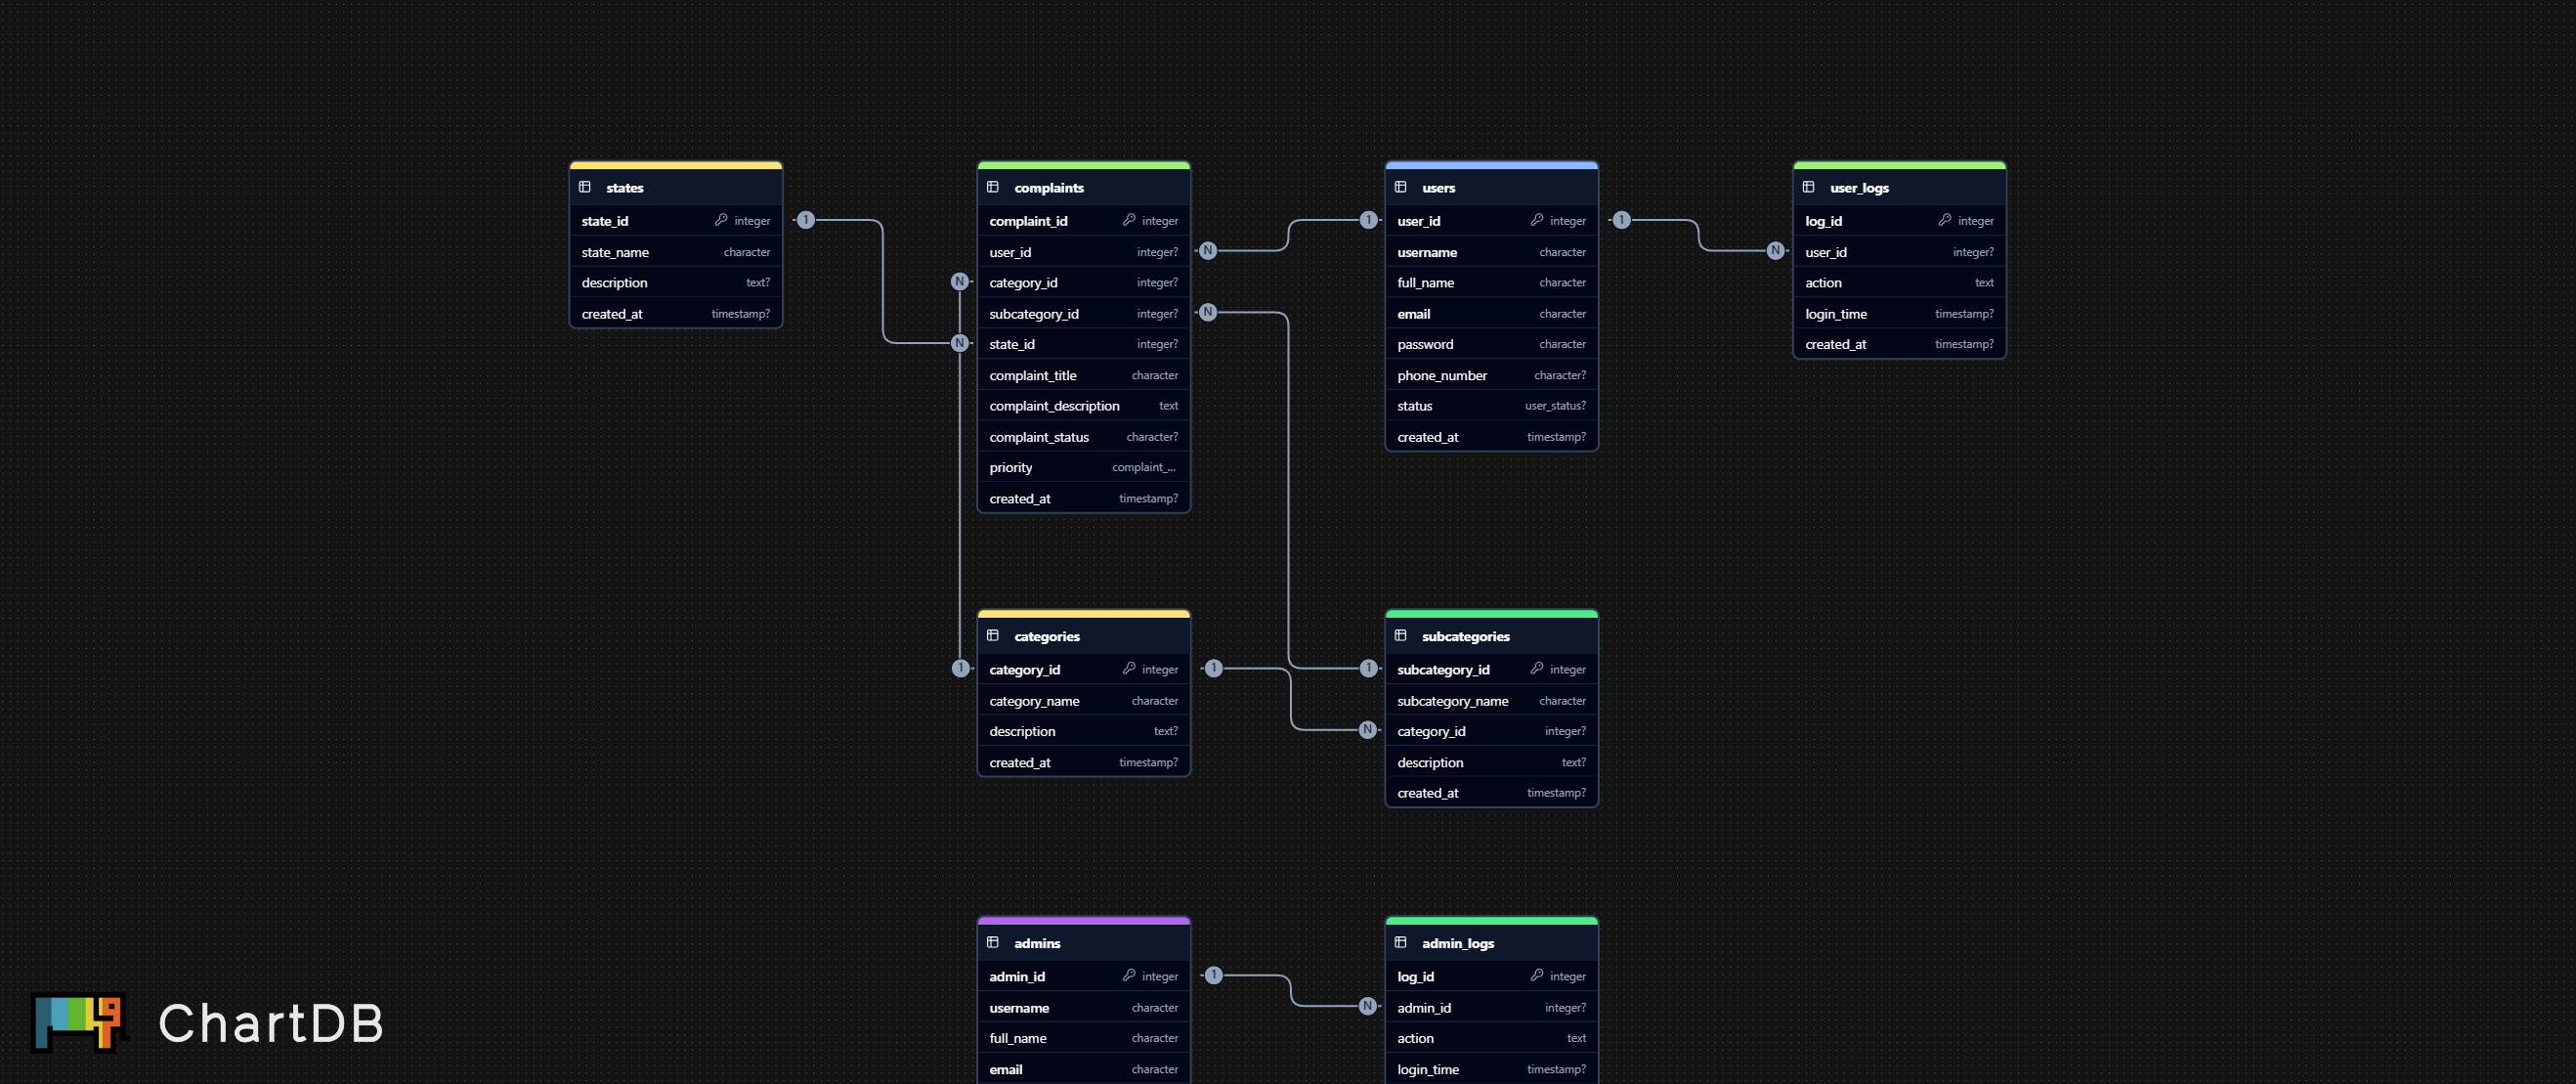 states
state_id integer
state_name character
description text?
created_at timestamp?
1
complaints
complaint_id integer
user_id integer?
category_id integer?
subcategory_id integer?
state_id integer?
complaint_title character
complaint_description text
complaint_status character?
priority complaint_...
created_at timestamp?
N
N
N
N
1
users
user_id integer
username character
full_name character
email character
password character
phone_number character?
status user_status?
created_at timestamp?
1
N
user_logs
log_id integer
user_id integer?
action text
login_time timestamp?
created_at timestamp?
1
categories
category_id integer
category_name character
description text?
created_at timestamp?
1
1
N
subcategories
subcategory_id integer
subcategory_name character
category_id integer?
description text?
created_at timestamp?
admins
admin_id integer
username character
full_name character
email character
1
N
admin_logs
log_id integer
admin_id integer?
action text
login_time timestamp?
ChartDB